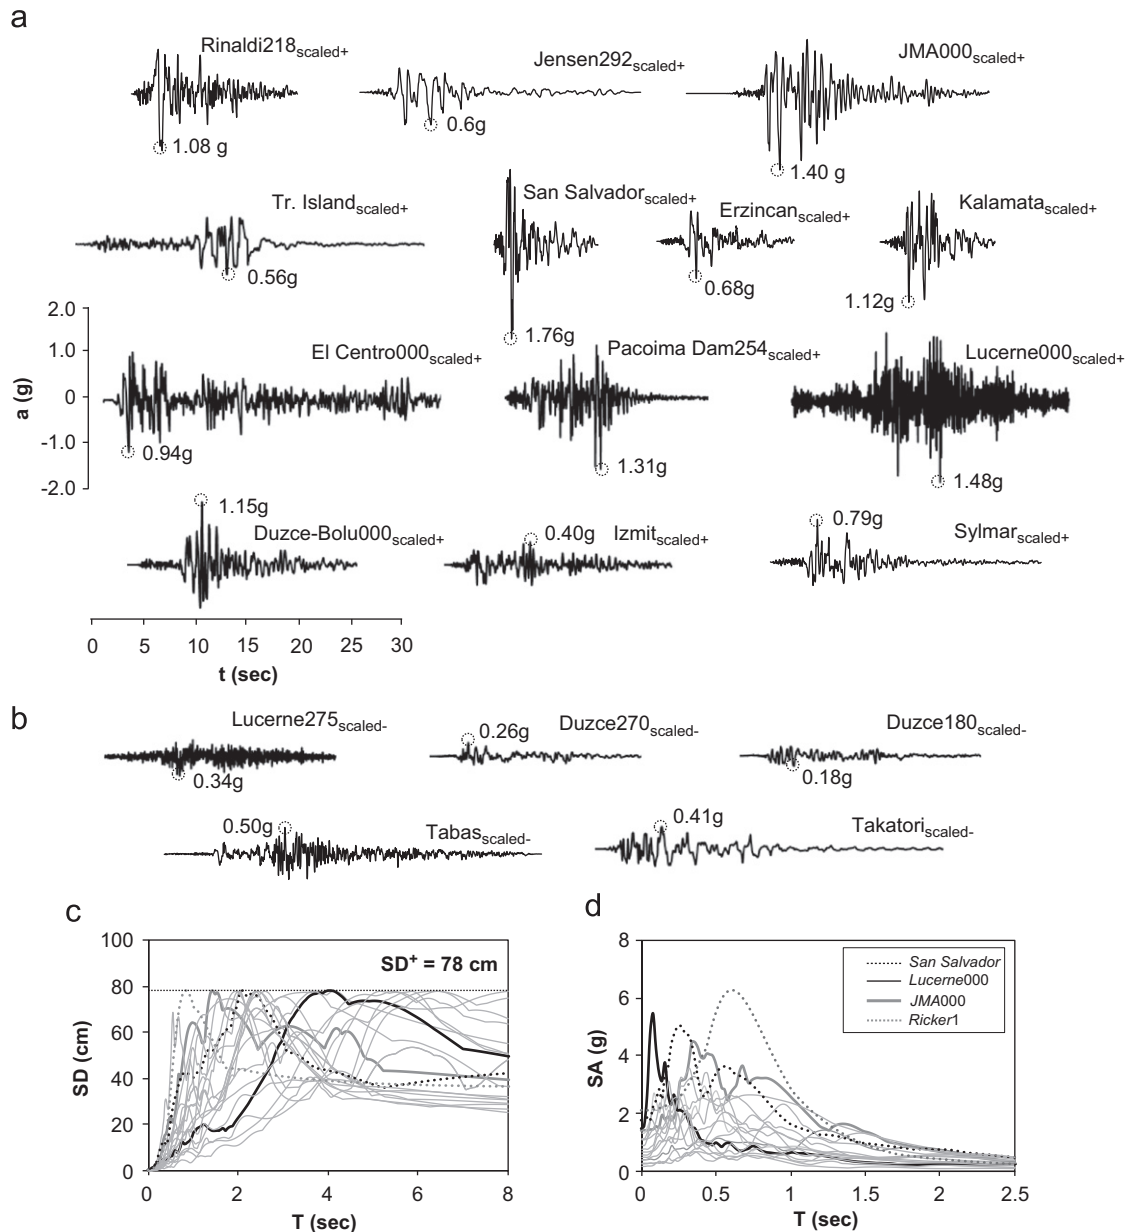 a
Rinaldi218scaled+
Jensen292scaled+
JMA000scaled+
1.08 g
0.6g
1.40 g
Tr. Islandscaled+
San Salvadorscaled+
Erzincanscaled+
Kalamatascaled+
0.56g
0.68g
1.12g
1.76g
2.0
1.0
0
-1.0
-2.0
a (g)
El Centro000scaled+
Pacoima Dam254scaled+
Lucerne000scaled+
0.94g
1.31g
1.48g
1.15g
0.40g
0.79g
Duzce-Bolu000scaled+
Izmitscaled+
Sylmarscaled+
0 5 10 15 20 25 30
t (sec)
b
Lucerne275scaled-
0.26g
Duzce270scaled-
Duzce180scaled-
0.34g
0.18g
0.50g
Tabasscaled-
0.41g
Takatoriscaled-
c
100
80
60
40
20
0
SD (cm)
SD+ = 78 cm
0 2 4 6 8
T (sec)
d
8
6
4
2
0
SA (g)
San Salvador
Lucerne000
JMA000
Ricker1
0 0.5 1 1.5 2 2.5
T (sec)